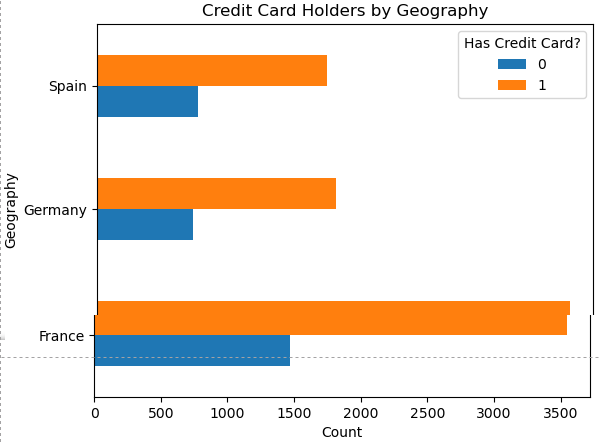 Credit Card Holders by Geography
Has Credit Card?
0
1
Spain
Germany
France
Geography
0 500 1000 1500 2000 2500 3000 3500
Count